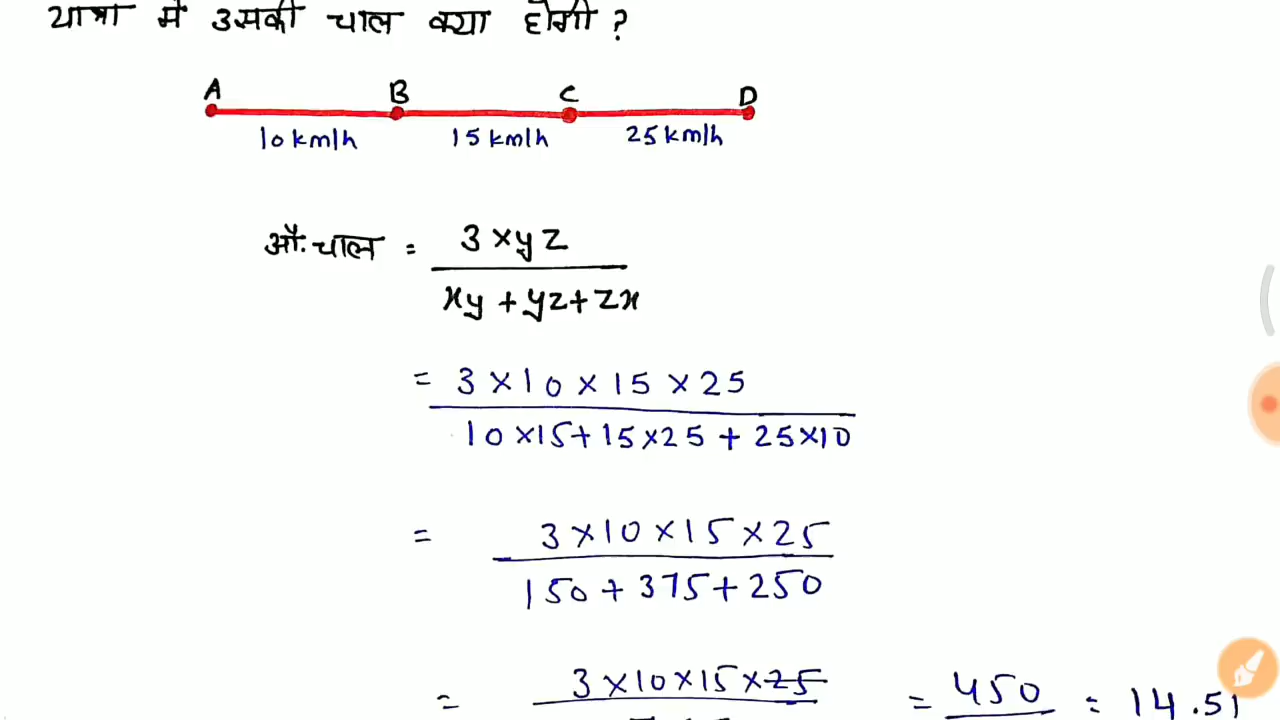 यात्रा में उसकी चाल क्या होगी ?
A B C D
10 km/h 15 km/h 25 km/h
औ. चाल = 3xyz
xy + yz + zx
= 3 × 10 × 15 × 25
10 × 15 + 15 × 25 + 25 × 10
= 3 × 10 × 15 × 25
150 + 375 + 250
= 3 × 10 × 15 × 25 = 450 = 14.51